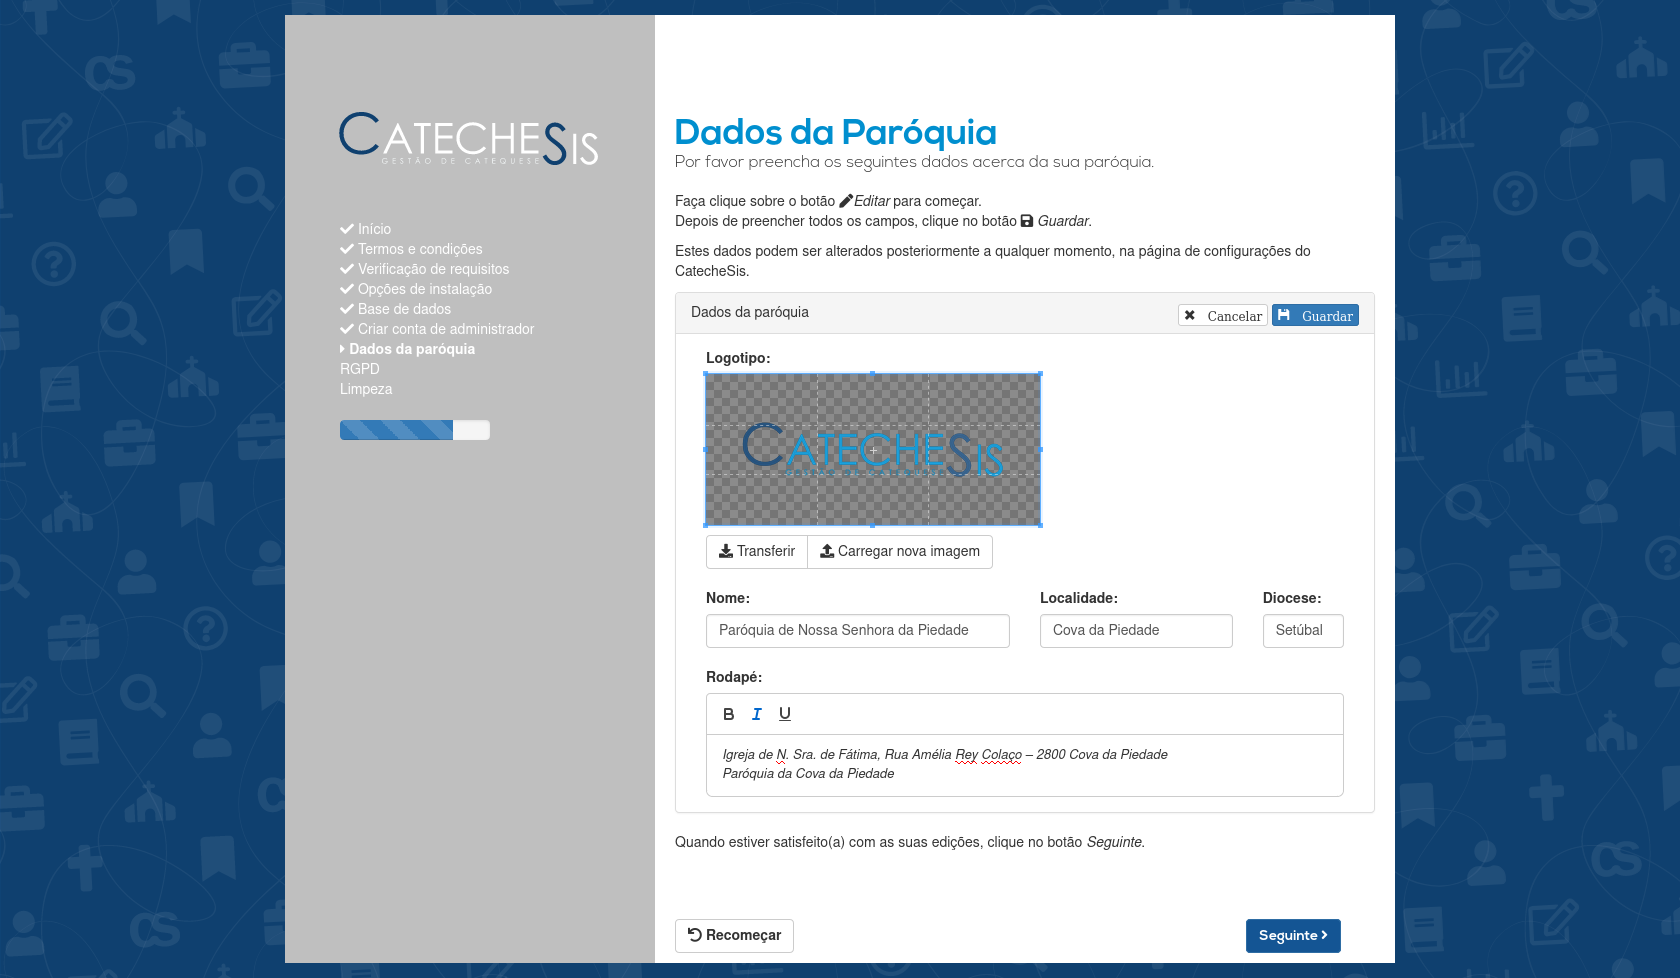 CATECHESIS
GESTÃO DE CATEQUESE
Início
Termos e condições
Verificação de requisitos
Opções de instalação
Base de dados
Criar conta de administrador
Dados da paróquia
RGPD
Limpeza
Dados da Paróquia
Por favor preencha os seguintes dados acerca da sua paróquia.
Faça clique sobre o botão Editar para começar.
Depois de preencher todos os campos, clique no botão Guardar.
Estes dados podem ser alterados posteriormente a qualquer momento, na página de configurações do
CatecheSis.
Dados da paróquia
Cancelar
Guardar
Logotipo:
CATECHESIS
Transferir
Carregar nova imagem
Nome:
Localidade:
Diocese:
Paróquia de Nossa Senhora da Piedade
Cova da Piedade
Setúbal
Rodapé:
B I U
Igreja de N. Sra. de Fátima, Rua Amélia Rey Colaço – 2800 Cova da Piedade
Paróquia da Cova da Piedade
Quando estiver satisfeito(a) com as suas edições, clique no botão Seguinte.
Recomeçar
Seguinte